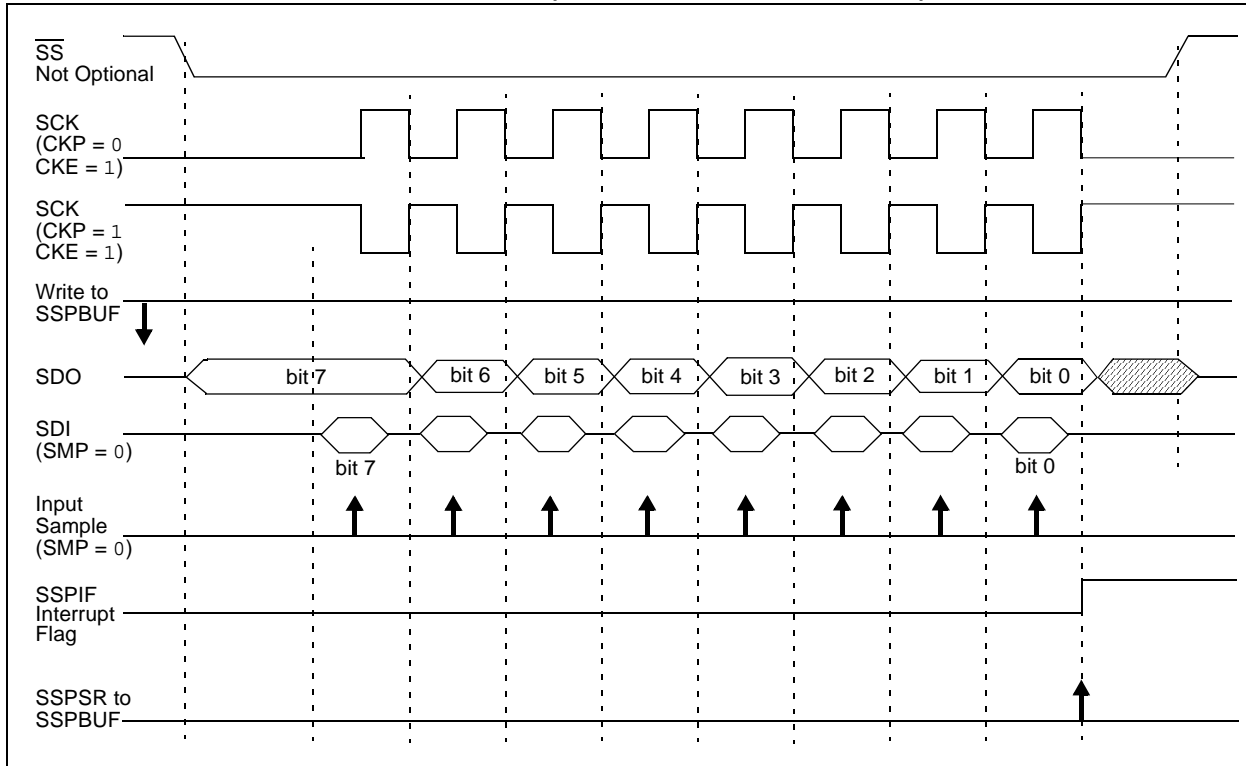 SS
Not Optional
SCK
(CKP = 0
CKE = 1)
SCK
(CKP = 1
CKE = 1)
Write to
SSPBUF
SDO
bit 7 bit 6 bit 5 bit 4 bit 3 bit 2 bit 1 bit 0
SDI
(SMP = 0)
bit 7 bit 0
Input
Sample
(SMP = 0)
SSPIF
Interrupt
Flag
SSPSR to
SSPBUF